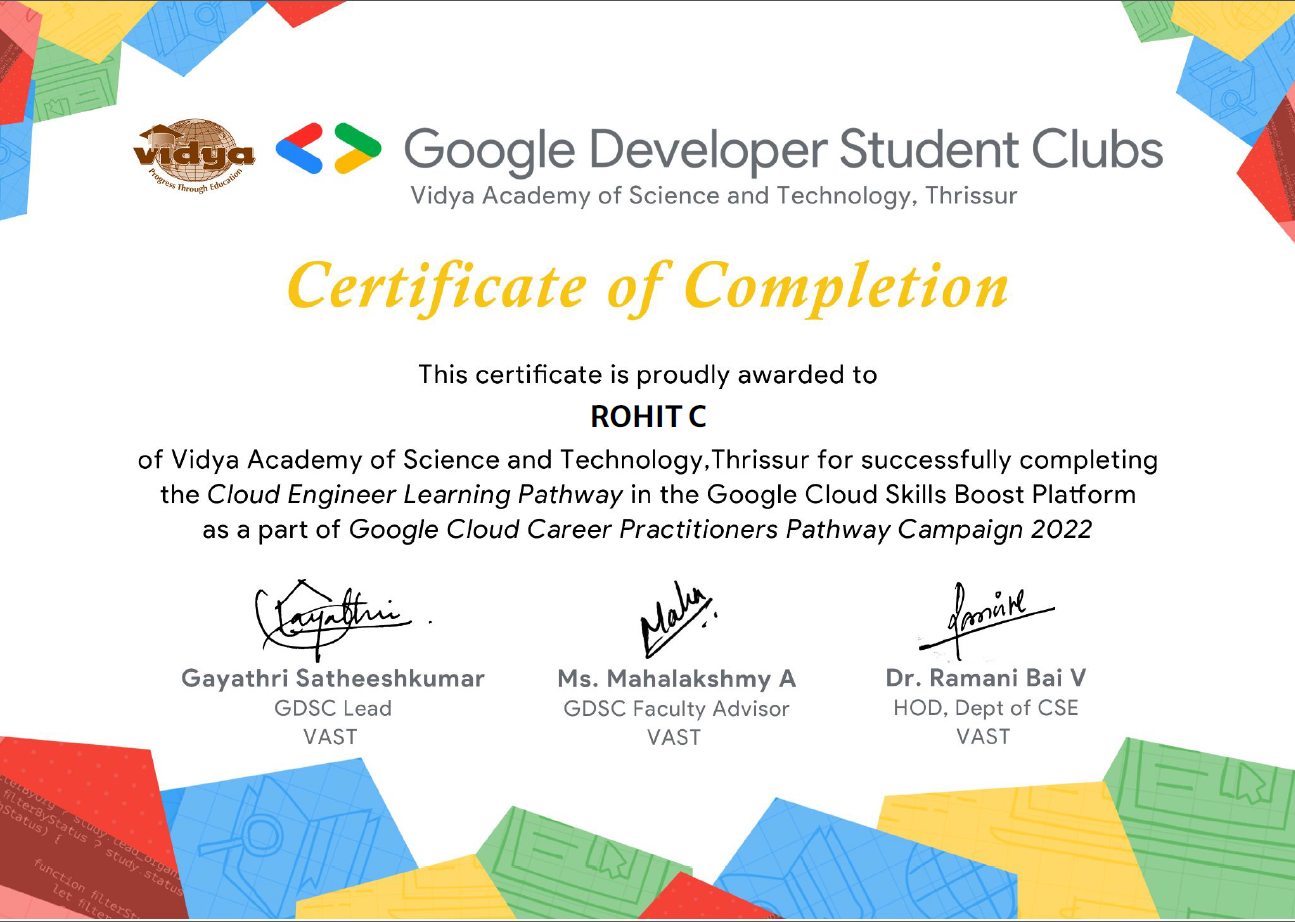 vidya
Progress Through Education
Google Developer Student Clubs
Vidya Academy of Science and Technology, Thrissur
Certificate of Completion
This certificate is proudly awarded to
ROHIT C
of Vidya Academy of Science and Technology,Thrissur for successfully completing
the Cloud Engineer Learning Pathway in the Google Cloud Skills Boost Platform
as a part of Google Cloud Career Practitioners Pathway Campaign 2022
Gayathri
Maha
Gayathri Satheeshkumar
GDSC Lead
VAST
Ms. Mahalakshmy A
GDSC Faculty Advisor
VAST
Dr. Ramani Bai V
HOD, Dept of CSE
VAST
filterByStatus ? study_status
function filterSt
let filter